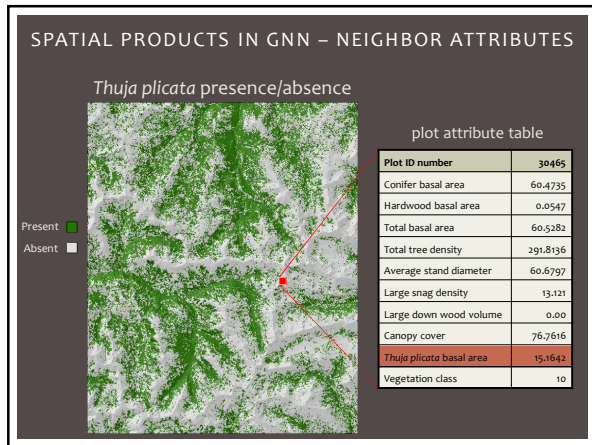 SPATIAL PRODUCTS IN GNN – NEIGHBOR ATTRIBUTES
Thuja plicata presence/absence
Present
Absent
plot attribute table
Plot ID number 30465
Conifer basal area 60.4735
Hardwood basal area 0.0547
Total basal area 60.5282
Total tree density 291.8136
Average stand diameter 60.6797
Large snag density 13.121
Large down wood volume 0.00
Canopy cover 76.7616
Thuja plicata basal area 15.1642
Vegetation class 10